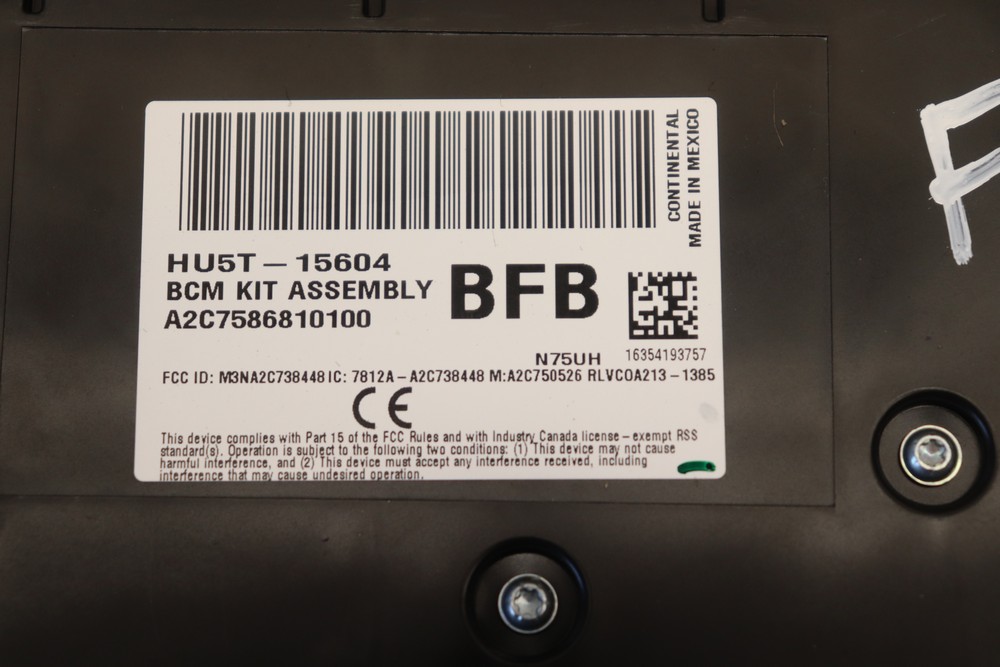 CONTINENTAL
MADE IN MEXICO
HU5T-15604
BCM KIT ASSEMBLY
A2C7586810100
BFB
N75UH
16354193757
FCC ID: M3NA2C738448 IC: 7812A-A2C738448 M:A2C750526 RLVCOA213-1385
CE
This device complies with Part 15 of the FCC Rules and with Industry Canada license-exempt RSS
standard(s). Operation is subject to the following two conditions: (1) This device may not cause
harmful interference, and (2) This device must accept any interference received, including
interference that may cause undesired operation.